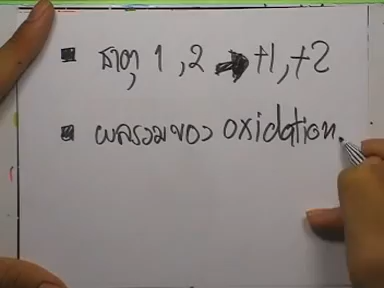 ธาตุ 1 , 2 → +1, +2
ผลรวมของ oxidation.